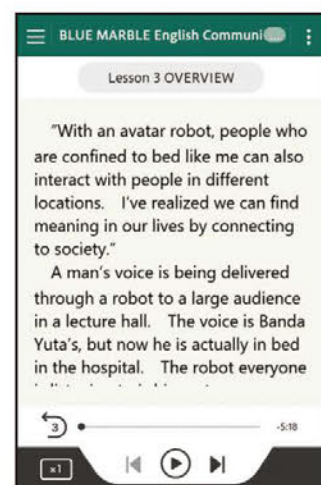 BLUE MARBLE English Communi
Lesson 3 OVERVIEW
"With an avatar robot, people who
are confined to bed like me can also
interact with people in different
locations. I've realized we can find
meaning in our lives by connecting
to society."
A man's voice is being delivered
through a robot to a large audience
in a lecture hall. The voice is Banda
Yuta's, but now he is actually in bed
in the hospital. The robot everyone
3
-5:18
×1